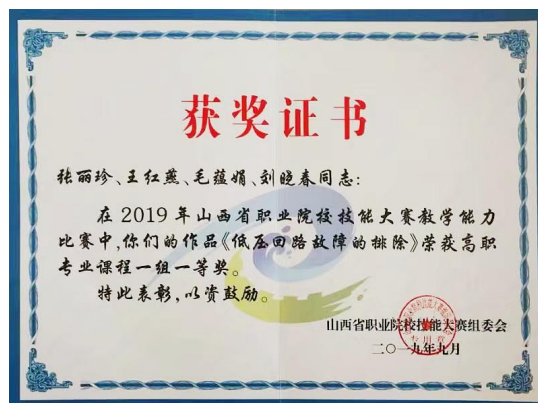 获奖证书
张丽珍、王红燕、毛蕴娟、刘晓春同志:
在2019年山西省职业院校技能大赛教学能力
比赛中,你们的作品《低压回路故障的排除》荣获高职
专业课程一组一等奖。
特此表彰,以资鼓励。
山西省职业院校技能大赛组委会
二〇一九年九月